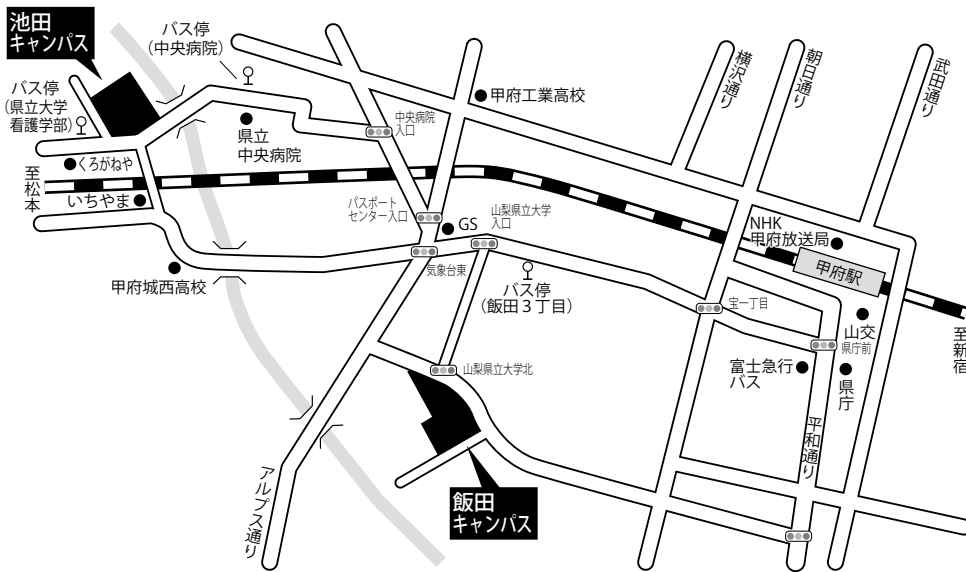 池田
キャンパス
バス停
(中央病院)
バス停
(県立大学
看護学部)
くろがねや
至松本
いちやま
県立
中央病院
甲府城西高校
甲府工業高校
中央病院
入口
パスポート
センター入口
GS
山梨県立大学
入口
気象台東
バス停
(飯田3丁目)
山梨県立大学北
飯田
キャンパス
アルプス通り
横沢通り
朝日通り
武田通り
NHK
甲府放送局
甲府駅
宝一丁目
山交
県庁前
至新宿
富士急行
バス
県庁
平和通り